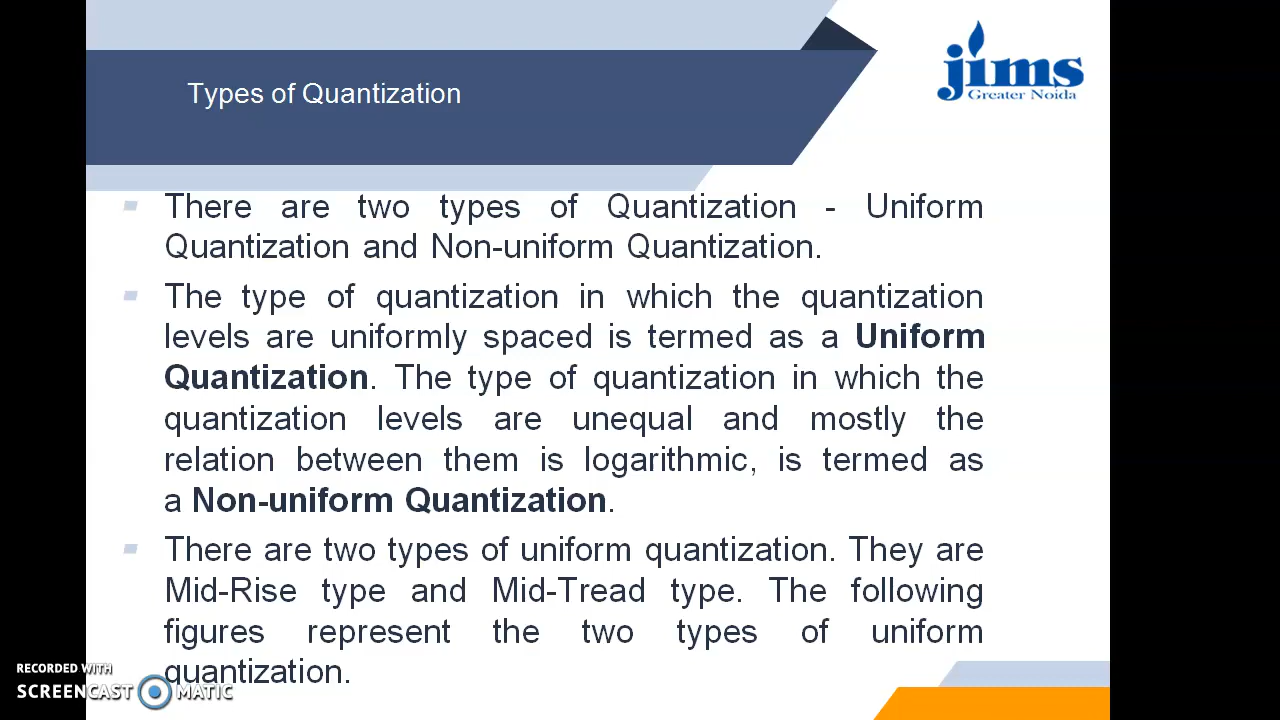 jims
Greater Noida
Types of Quantization
There are two types of Quantization - Uniform
Quantization and Non-uniform Quantization.
The type of quantization in which the quantization
levels are uniformly spaced is termed as a Uniform
Quantization. The type of quantization in which the
quantization levels are unequal and mostly the
relation between them is logarithmic, is termed as
a Non-uniform Quantization.
There are two types of uniform quantization. They are
Mid-Rise type and Mid-Tread type. The following
figures represent the two types of uniform
quantization.
RECORDED WITH
SCREENCAST MATIC